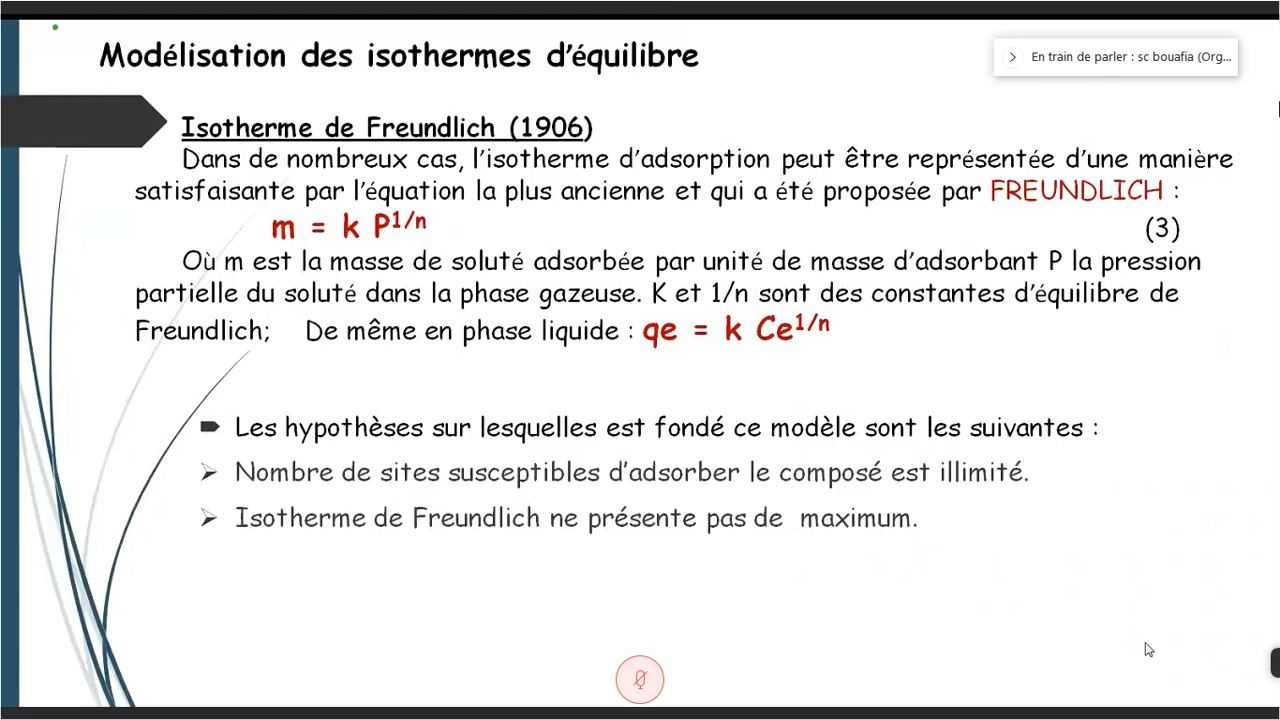 Modélisation des isothermes d'équilibre
En train de parler : sc bouafia (Org...
Isotherme de Freundlich (1906)
Dans de nombreux cas, l'isotherme d'adsorption peut être représentée d'une manière
satisfaisante par l'équation la plus ancienne et qui a été proposée par FREUNDLICH :
m = k P^1/n (3)
Où m est la masse de soluté adsorbée par unité de masse d'adsorbant P la pression
partielle du soluté dans la phase gazeuse. K et 1/n sont des constantes d'équilibre de
Freundlich; De même en phase liquide : qe = k Ce^1/n
Les hypothèses sur lesquelles est fondé ce modèle sont les suivantes :
Nombre de sites susceptibles d'adsorber le composé est illimité.
Isotherme de Freundlich ne présente pas de maximum.